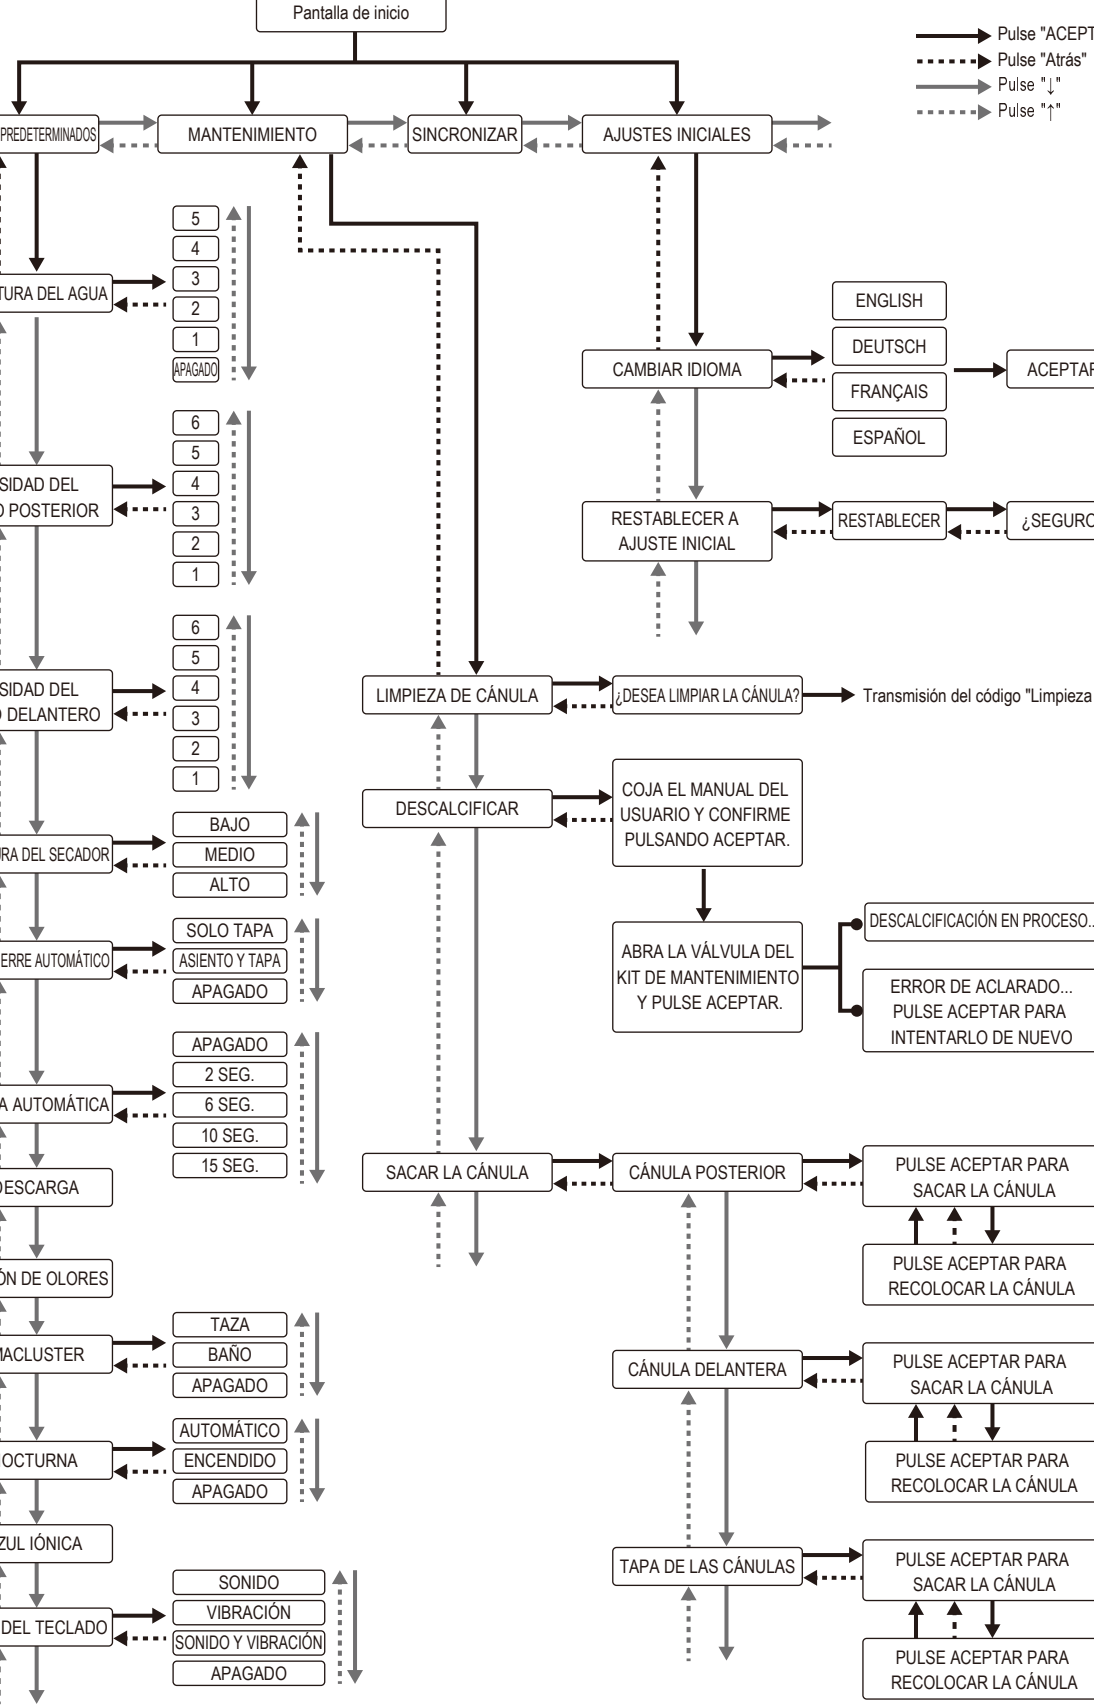 Pantalla de inicio
Pulse "ACEPT
Pulse "Atrás"
Pulse "↓"
Pulse "↑"
PREDETERMINADOS
MANTENIMIENTO
SINCRONIZAR
AJUSTES INICIALES
TURA DEL AGUA
5
4
3
2
1
APAGADO
SIDAD DEL
O POSTERIOR
6
5
4
3
2
1
SIDAD DEL
O DELANTERO
6
5
4
3
2
1
URA DEL SECADOR
BAJO
MEDIO
ALTO
ERRE AUTOMÁTICO
SOLO TAPA
ASIENTO Y TAPA
APAGADO
A AUTOMÁTICA
APAGADO
2 SEG.
6 SEG.
10 SEG.
15 SEG.
DESCARGA
ÓN DE OLORES
MACLUSTER
TAZA
BAÑO
APAGADO
NOCTURNA
AUTOMÁTICO
ENCENDIDO
APAGADO
ZUL IÓNICA
DEL TECLADO
SONIDO
VIBRACIÓN
SONIDO Y VIBRACIÓN
APAGADO
CAMBIAR IDIOMA
ENGLISH
DEUTSCH
FRANÇAIS
ESPAÑOL
ACEPTAR
RESTABLECER A
AJUSTE INICIAL
RESTABLECER
¿SEGURO
LIMPIEZA DE CÁNULA
¿DESEA LIMPIAR LA CÁNULA?
Transmisión del código "Limpieza
DESCALCIFICAR
COJA EL MANUAL DEL
USUARIO Y CONFIRME
PULSANDO ACEPTAR.
ABRA LA VÁLVULA DEL
KIT DE MANTENIMIENTO
Y PULSE ACEPTAR.
DESCALCIFICACIÓN EN PROCESO...
ERROR DE ACLARADO...
PULSE ACEPTAR PARA
INTENTARLO DE NUEVO
SACAR LA CÁNULA
CÁNULA POSTERIOR
PULSE ACEPTAR PARA
SACAR LA CÁNULA
PULSE ACEPTAR PARA
RECOLOCAR LA CÁNULA
CÁNULA DELANTERA
PULSE ACEPTAR PARA
SACAR LA CÁNULA
PULSE ACEPTAR PARA
RECOLOCAR LA CÁNULA
TAPA DE LAS CÁNULAS
PULSE ACEPTAR PARA
SACAR LA CÁNULA
PULSE ACEPTAR PARA
RECOLOCAR LA CÁNULA